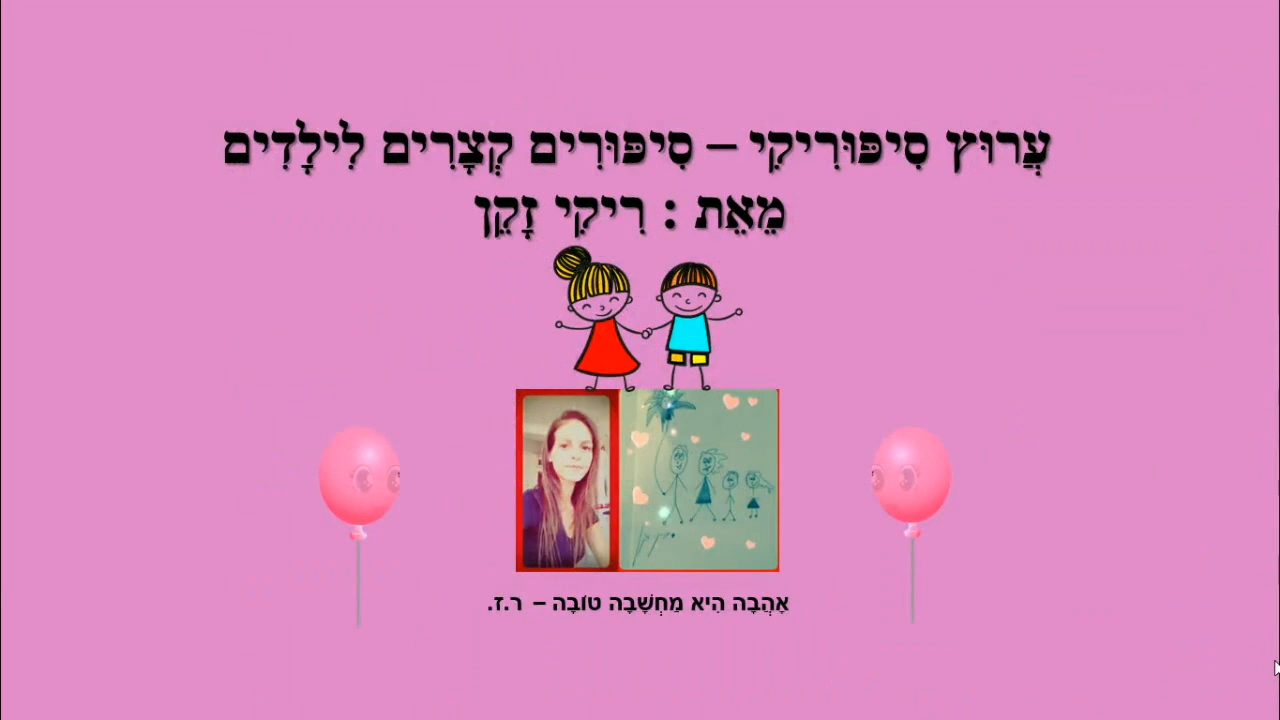 עֲרוּץ סִיפּוּרִיקִי – סִיפּוּרִים קְצָרִים לִילָדִים
מֵאֵת : רִיקִי זָקֵן
אַהֲבָה הִיא מַחְשָׁבָה טוֹבָה – ר.ז.